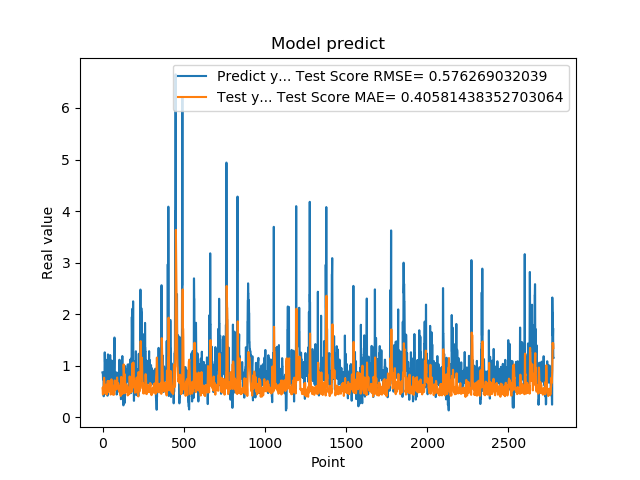 Model predict
Predict y... Test Score RMSE= 0.576269032039
Test y... Test Score MAE= 0.40581438352703064
Real value
6
5
4
3
2
1
0
0 500 1000 1500 2000 2500
Point